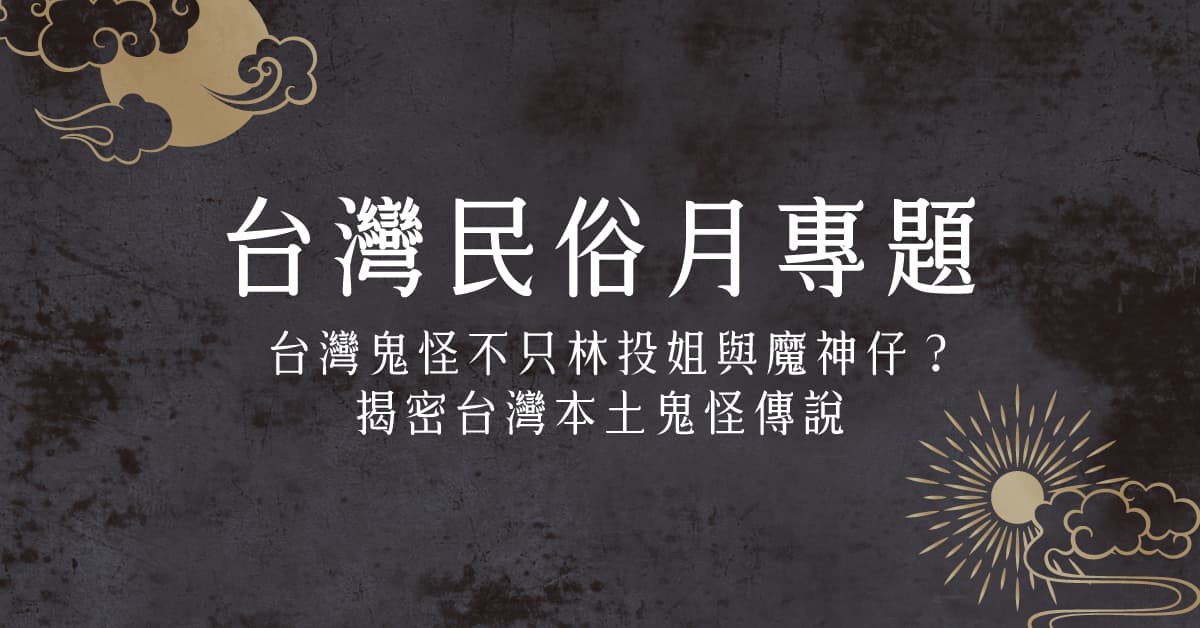 台灣民俗月專題
台灣鬼怪不只林投姐與魔神仔？
揭密台灣本土鬼怪傳說